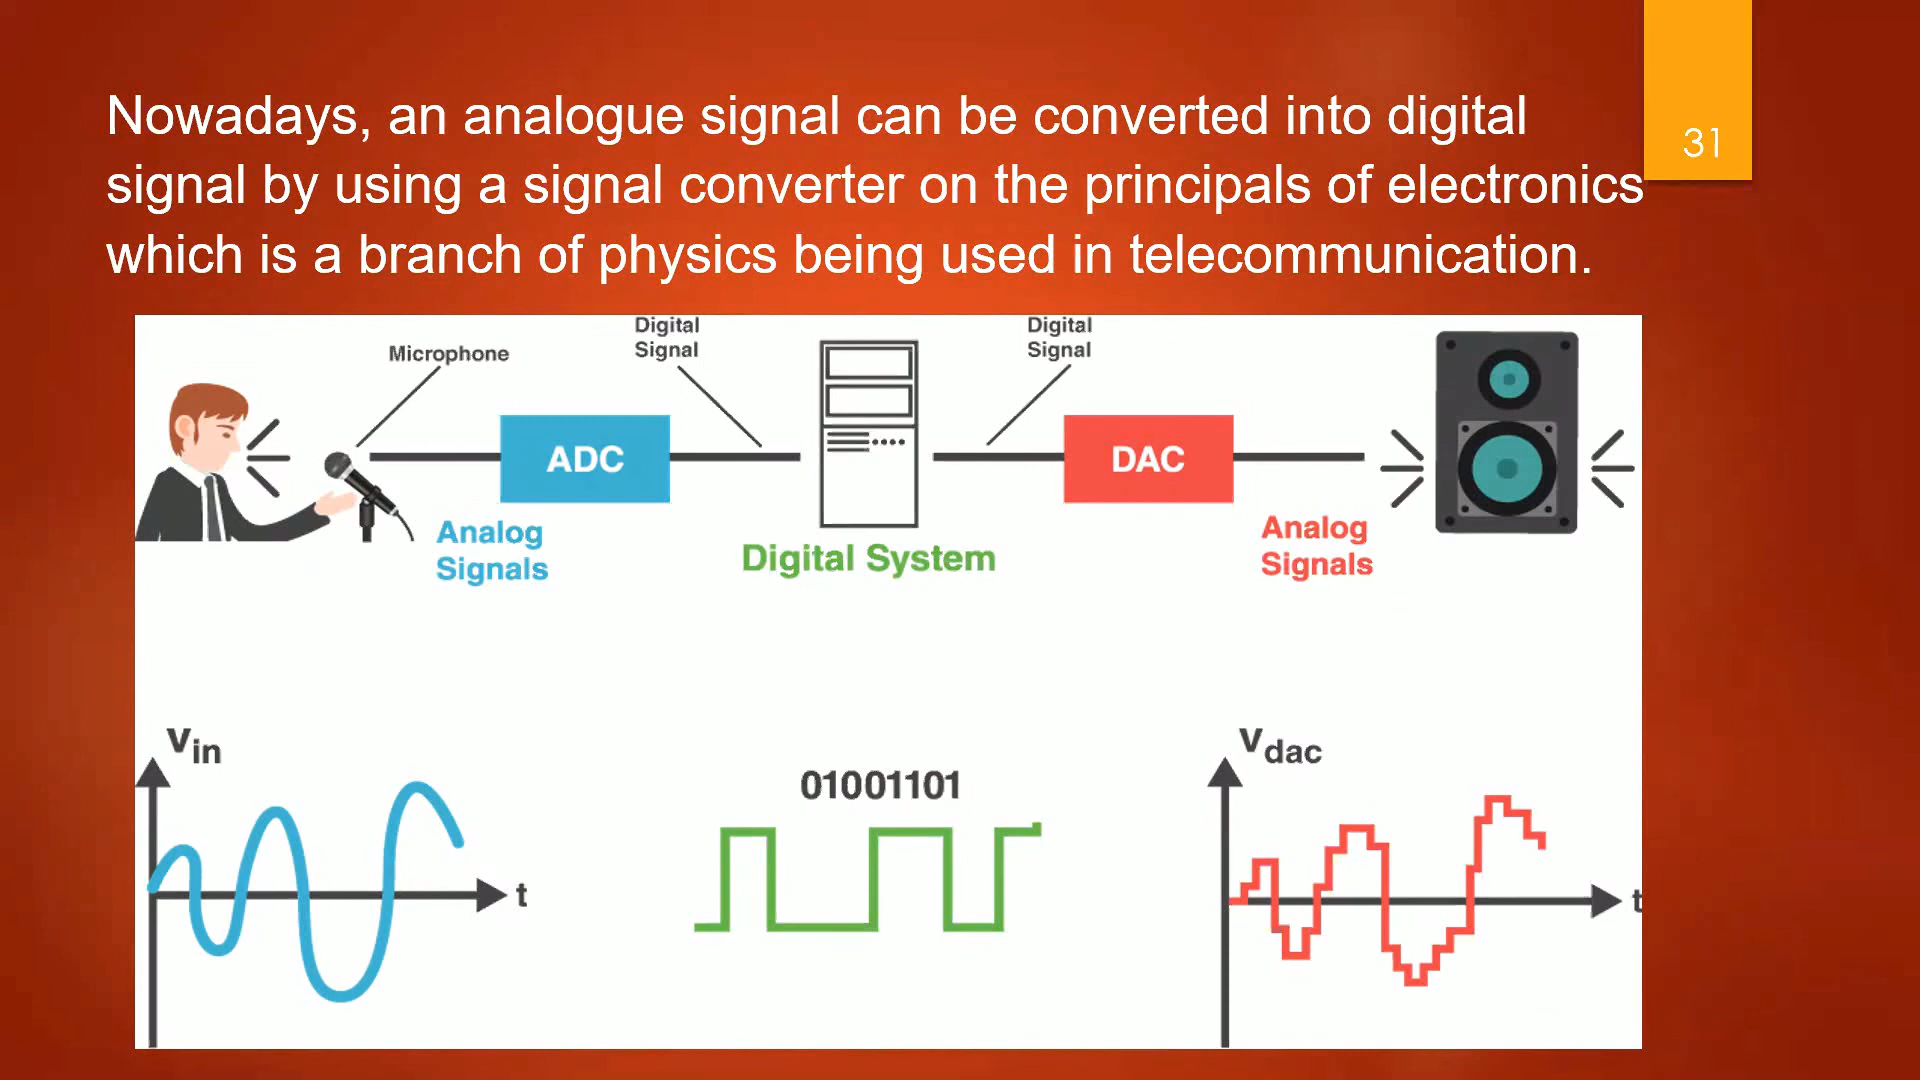 Nowadays, an analogue signal can be converted into digital
31
signal by using a signal converter on the principals of electronics
which is a branch of physics being used in telecommunication.
Microphone
Digital
Signal
Digital
Signal
ADC
DAC
Analog
Signals
Digital System
Analog
Signals
Vin
t
01001101
Vdac
t